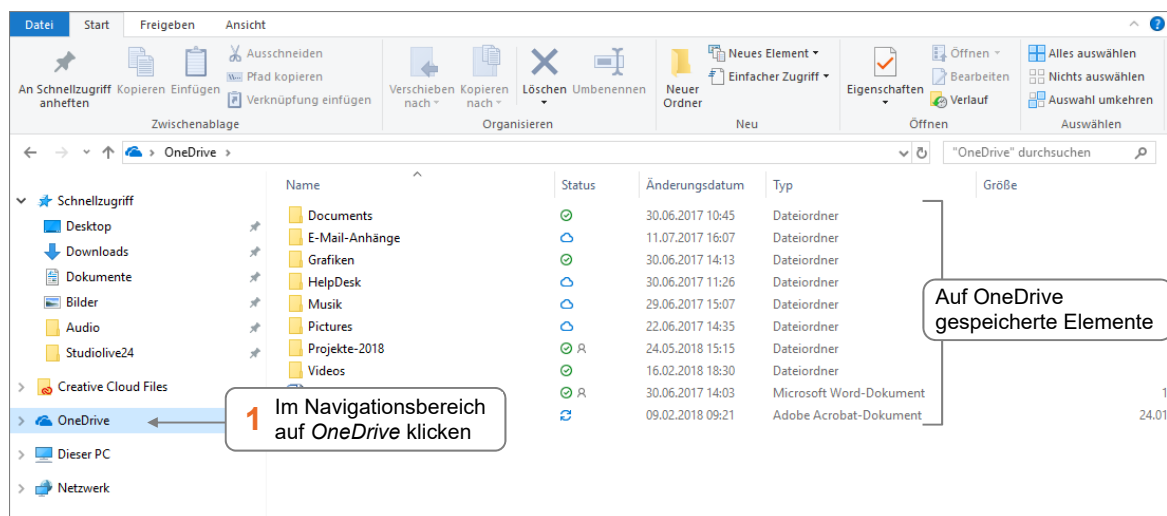 Datei Start Freigeben Ansicht
An Schnellzugriff anheften
Kopieren
Einfügen
Ausschneiden
Pfad kopieren
Verknüpfung einfügen
Zwischenablage
Verschieben nach
Kopieren nach
Löschen
Umbenennen
Organisieren
Neuer Ordner
Neues Element
Einfacher Zugriff
Neu
Eigenschaften
Öffnen
Bearbeiten
Verlauf
Öffnen
Alles auswählen
Nichts auswählen
Auswahl umkehren
Auswählen
OneDrive
"OneDrive" durchsuchen
Schnellzugriff
Desktop
Downloads
Dokumente
Bilder
Audio
Studiolive24
Creative Cloud Files
OneDrive
Dieser PC
Netzwerk
Name Status Änderungsdatum Typ Größe
Documents 30.06.2017 10:45 Dateiordner
E-Mail-Anhänge 11.07.2017 16:07 Dateiordner
Grafiken 30.06.2017 14:13 Dateiordner
HelpDesk 30.06.2017 11:26 Dateiordner
Musik 29.06.2017 15:07 Dateiordner
Pictures 22.06.2017 14:35 Dateiordner
Projekte-2018 24.05.2018 15:15 Dateiordner
Videos 16.02.2018 18:30 Dateiordner
30.06.2017 14:03 Microsoft Word-Dokument 1
09.02.2018 09:21 Adobe Acrobat-Dokument 24.01
1 Im Navigationsbereich
auf OneDrive klicken
Auf OneDrive
gespeicherte Elemente